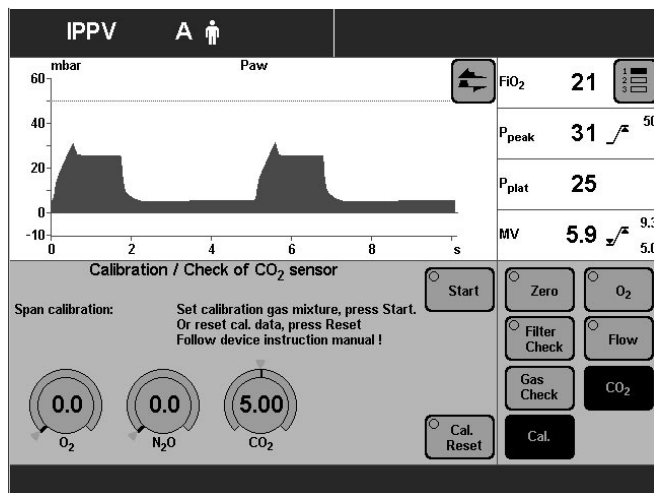 IPPV A
mbar Paw
60
40
20
0
-10
0 2 4 6 8 s
FiO2 21
1
2
3
Ppeak 31
Pplat 25
MV 5.9 5.0
Calibration / Check of CO2 sensor
Span calibration:
Set calibration gas mixture, press Start.
Or reset cal. data, press Reset
Follow device instruction manual !
0.0 0.0 5.00
O2 N2O CO2
Start
Cal.
Reset
Zero O2
Filter
Check
Flow
Gas
Check
CO2
Cal.